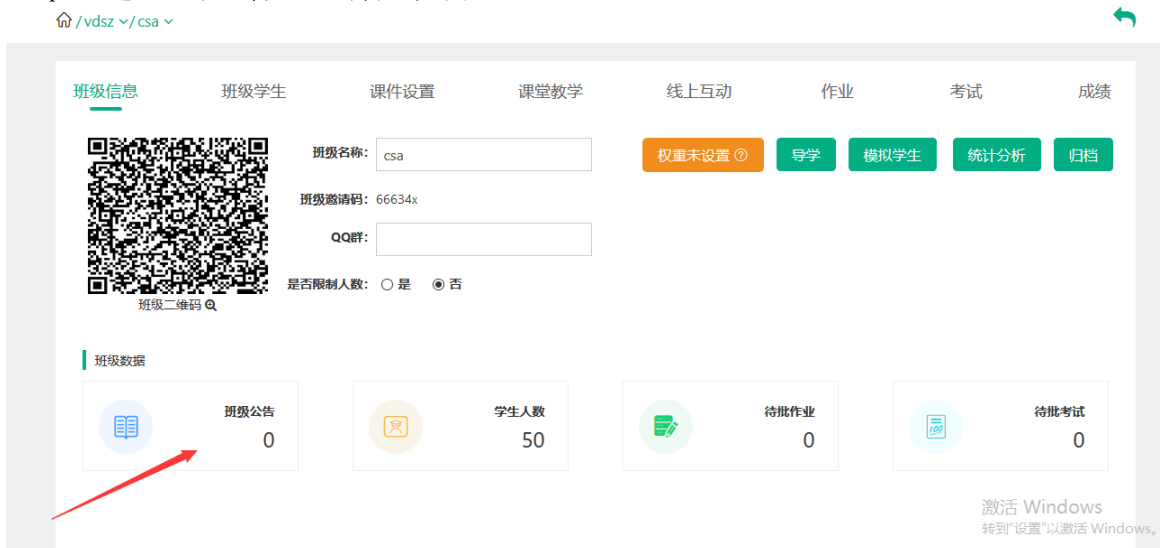 / vdsz / csa
班级信息 班级学生 课件设置 课堂教学 线上互动 作业 考试 成绩
班级名称： csa 权重未设置 导学 模拟学生 统计分析 归档
班级邀请码： 66634x
QQ群：
是否限制人数： 是 否
班级二维码
班级数据
班级公告 学生人数 待批作业 待批考试
0 50 0 0
100
激活 Windows
转到"设置"以激活 Windows。